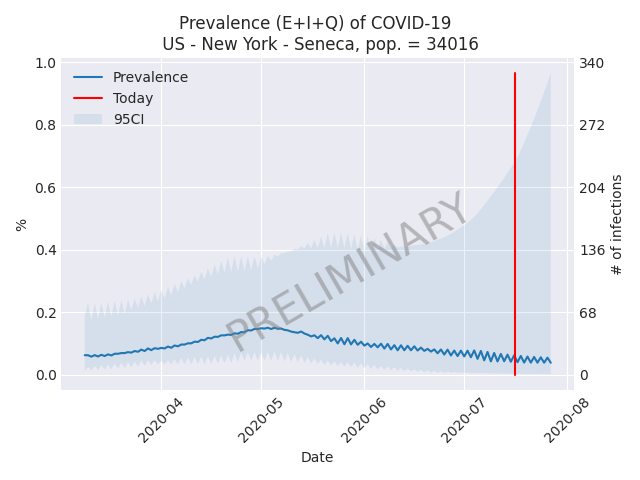 Prevalence (E+I+Q) of COVID-19
US - New York - Seneca, pop. = 34016
Prevalence
Today
95CI
1.0
0.8
0.6
0.4
0.2
0.0
%
340
272
204
136
68
0
# of infections
PRELIMINARY
2020-04
2020-05
2020-06
2020-07
2020-08
Date